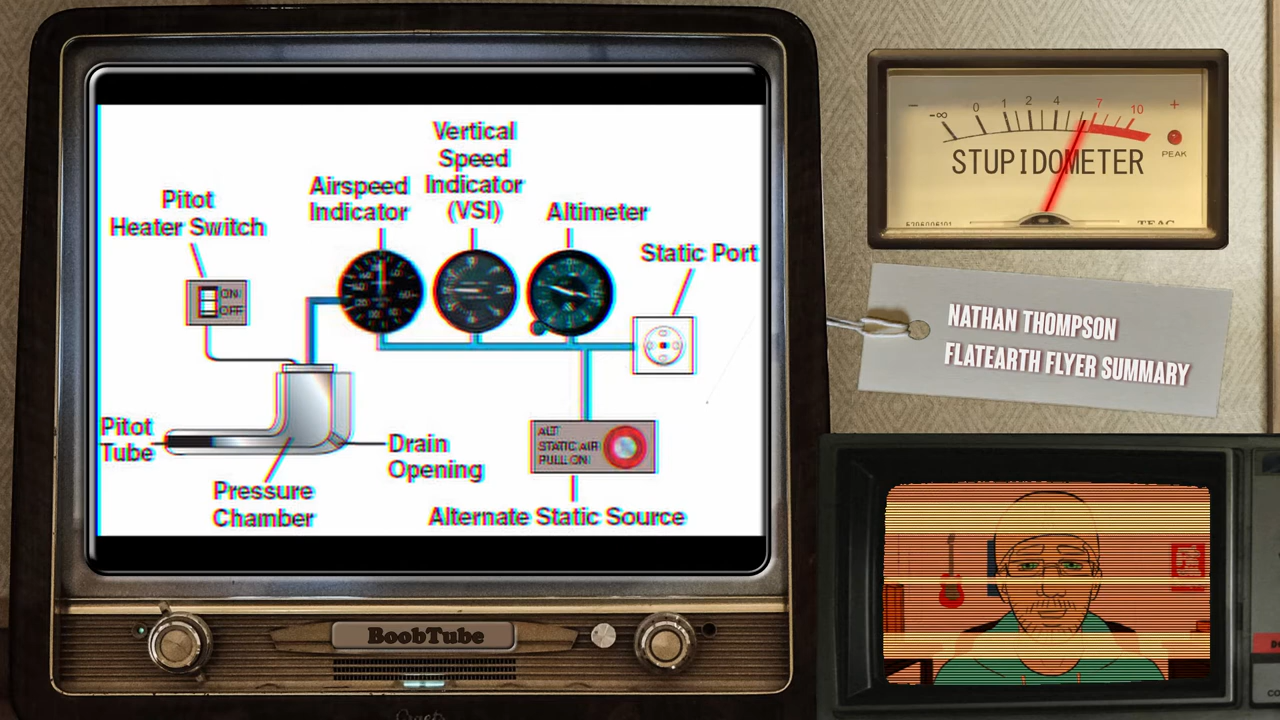 Vertical
Speed
Indicator
(VSI)
Airspeed
Indicator
Altimeter
Pitot
Heater Switch
Static Port
ON
OFF
Pitot
Tube
Drain
Opening
Pressure
Chamber
ALT
STATIC AIR
PULL ON
Alternate Static Source
BoobTube
− -∞ 0 1 2 4 7 10 +
STUPIDOMETER
PEAK
TEAC
NATHAN THOMPSON
FLATEARTH FLYER SUMMARY